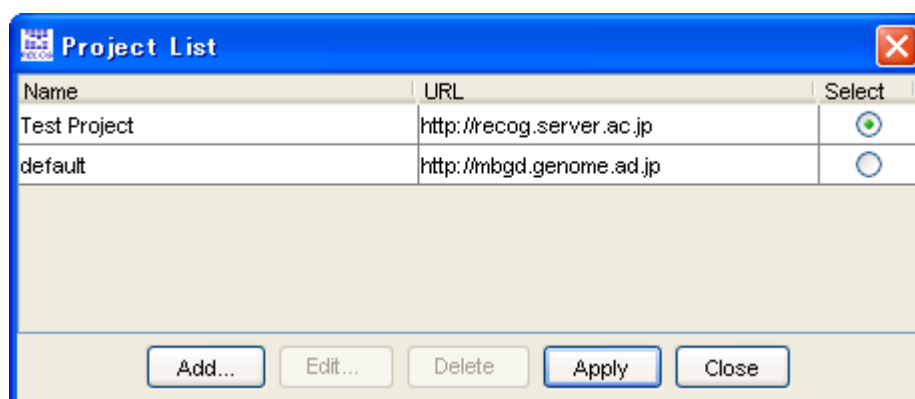 RECOG Project List
Name URL Select
Test Project http://recog.server.ac.jp
default http://mbgd.genome.ad.jp
Add... Edit... Delete Apply Close